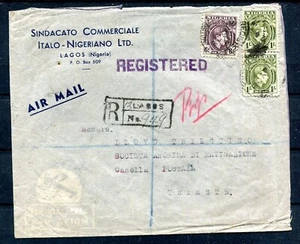 SINDACATO COMMERCIALE
ITALO-NIGERIANO LTD.
LAGOS (Nigeria)
P.O. Box 509
REGISTERED
NIGERIA
NIGERIA
AIR MAIL
R
LAGOS
No.
Messrs.
LLOYD TRIESTINO
SOCIETA ANONIMA DI NAVIGAZIONE
Casella Postale
TRIESTE